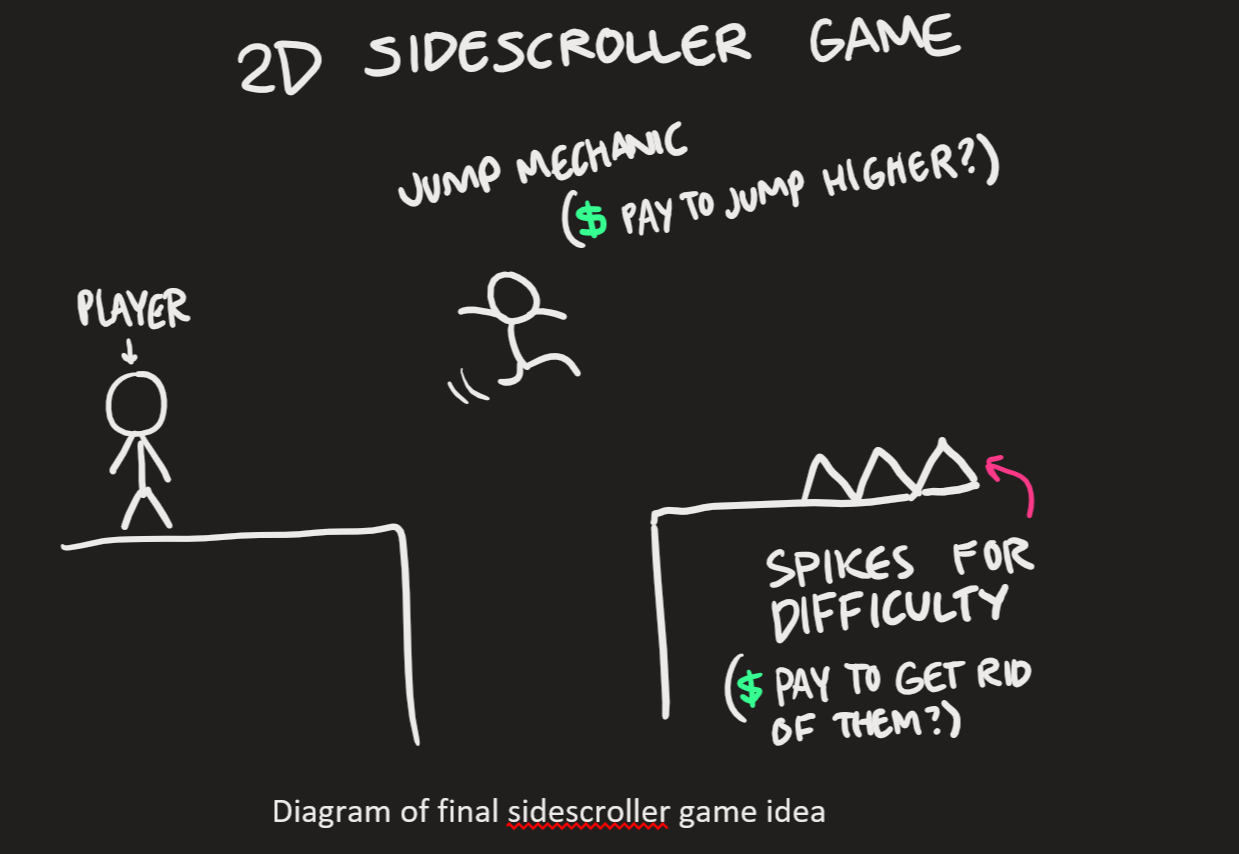 2D SIDESCROLLER GAME
JUMP MECHANIC
($ PAY TO JUMP HIGHER?)
PLAYER
SPIKES FOR
DIFFICULTY
($ PAY TO GET RID
OF THEM?)
Diagram of final sidescroller game idea